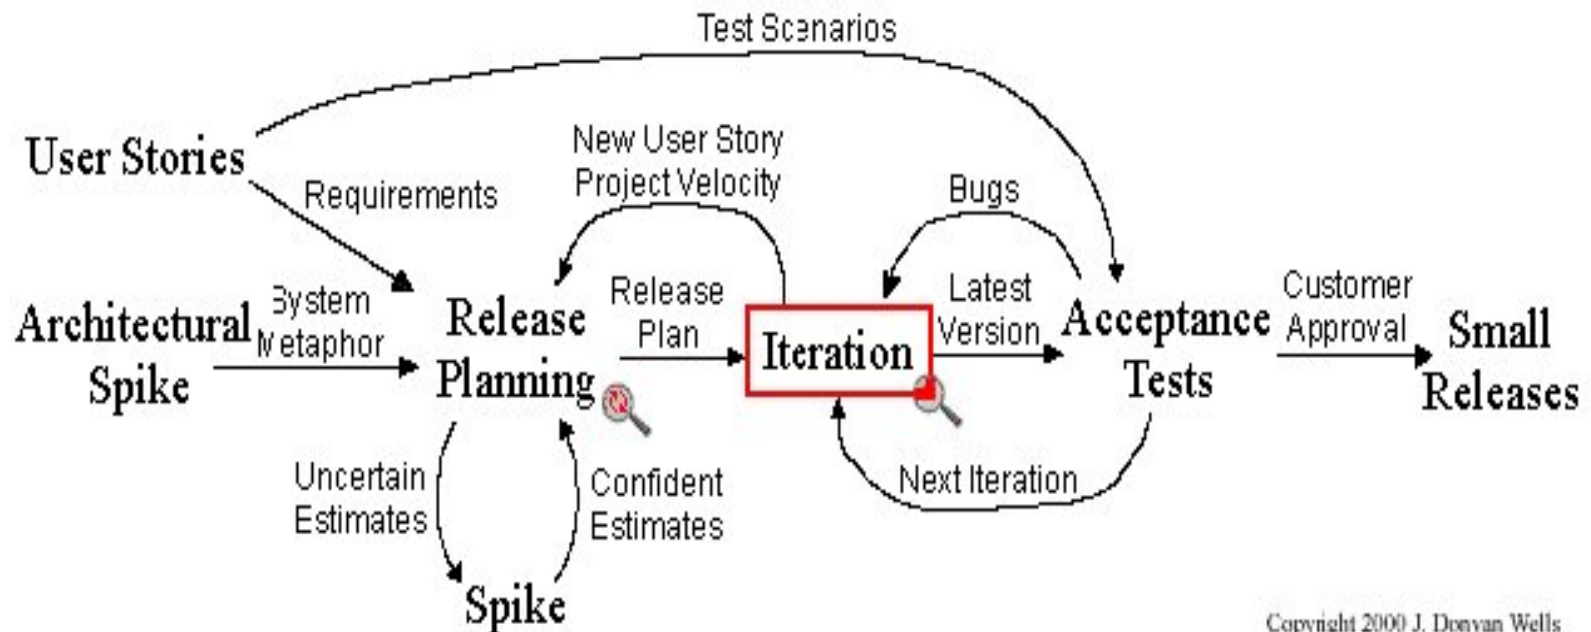 Test Scenarios
User Stories
Requirements
New User Story
Project Velocity
Bugs
Architectural
Spike
System
Metaphor
Release
Planning
Release
Plan
Iteration
Latest
Version
Acceptance
Tests
Customer
Approval
Small
Releases
Uncertain
Estimates
Confident
Estimates
Next Iteration
Spike
Copyright 2000 J. Donvan Wells